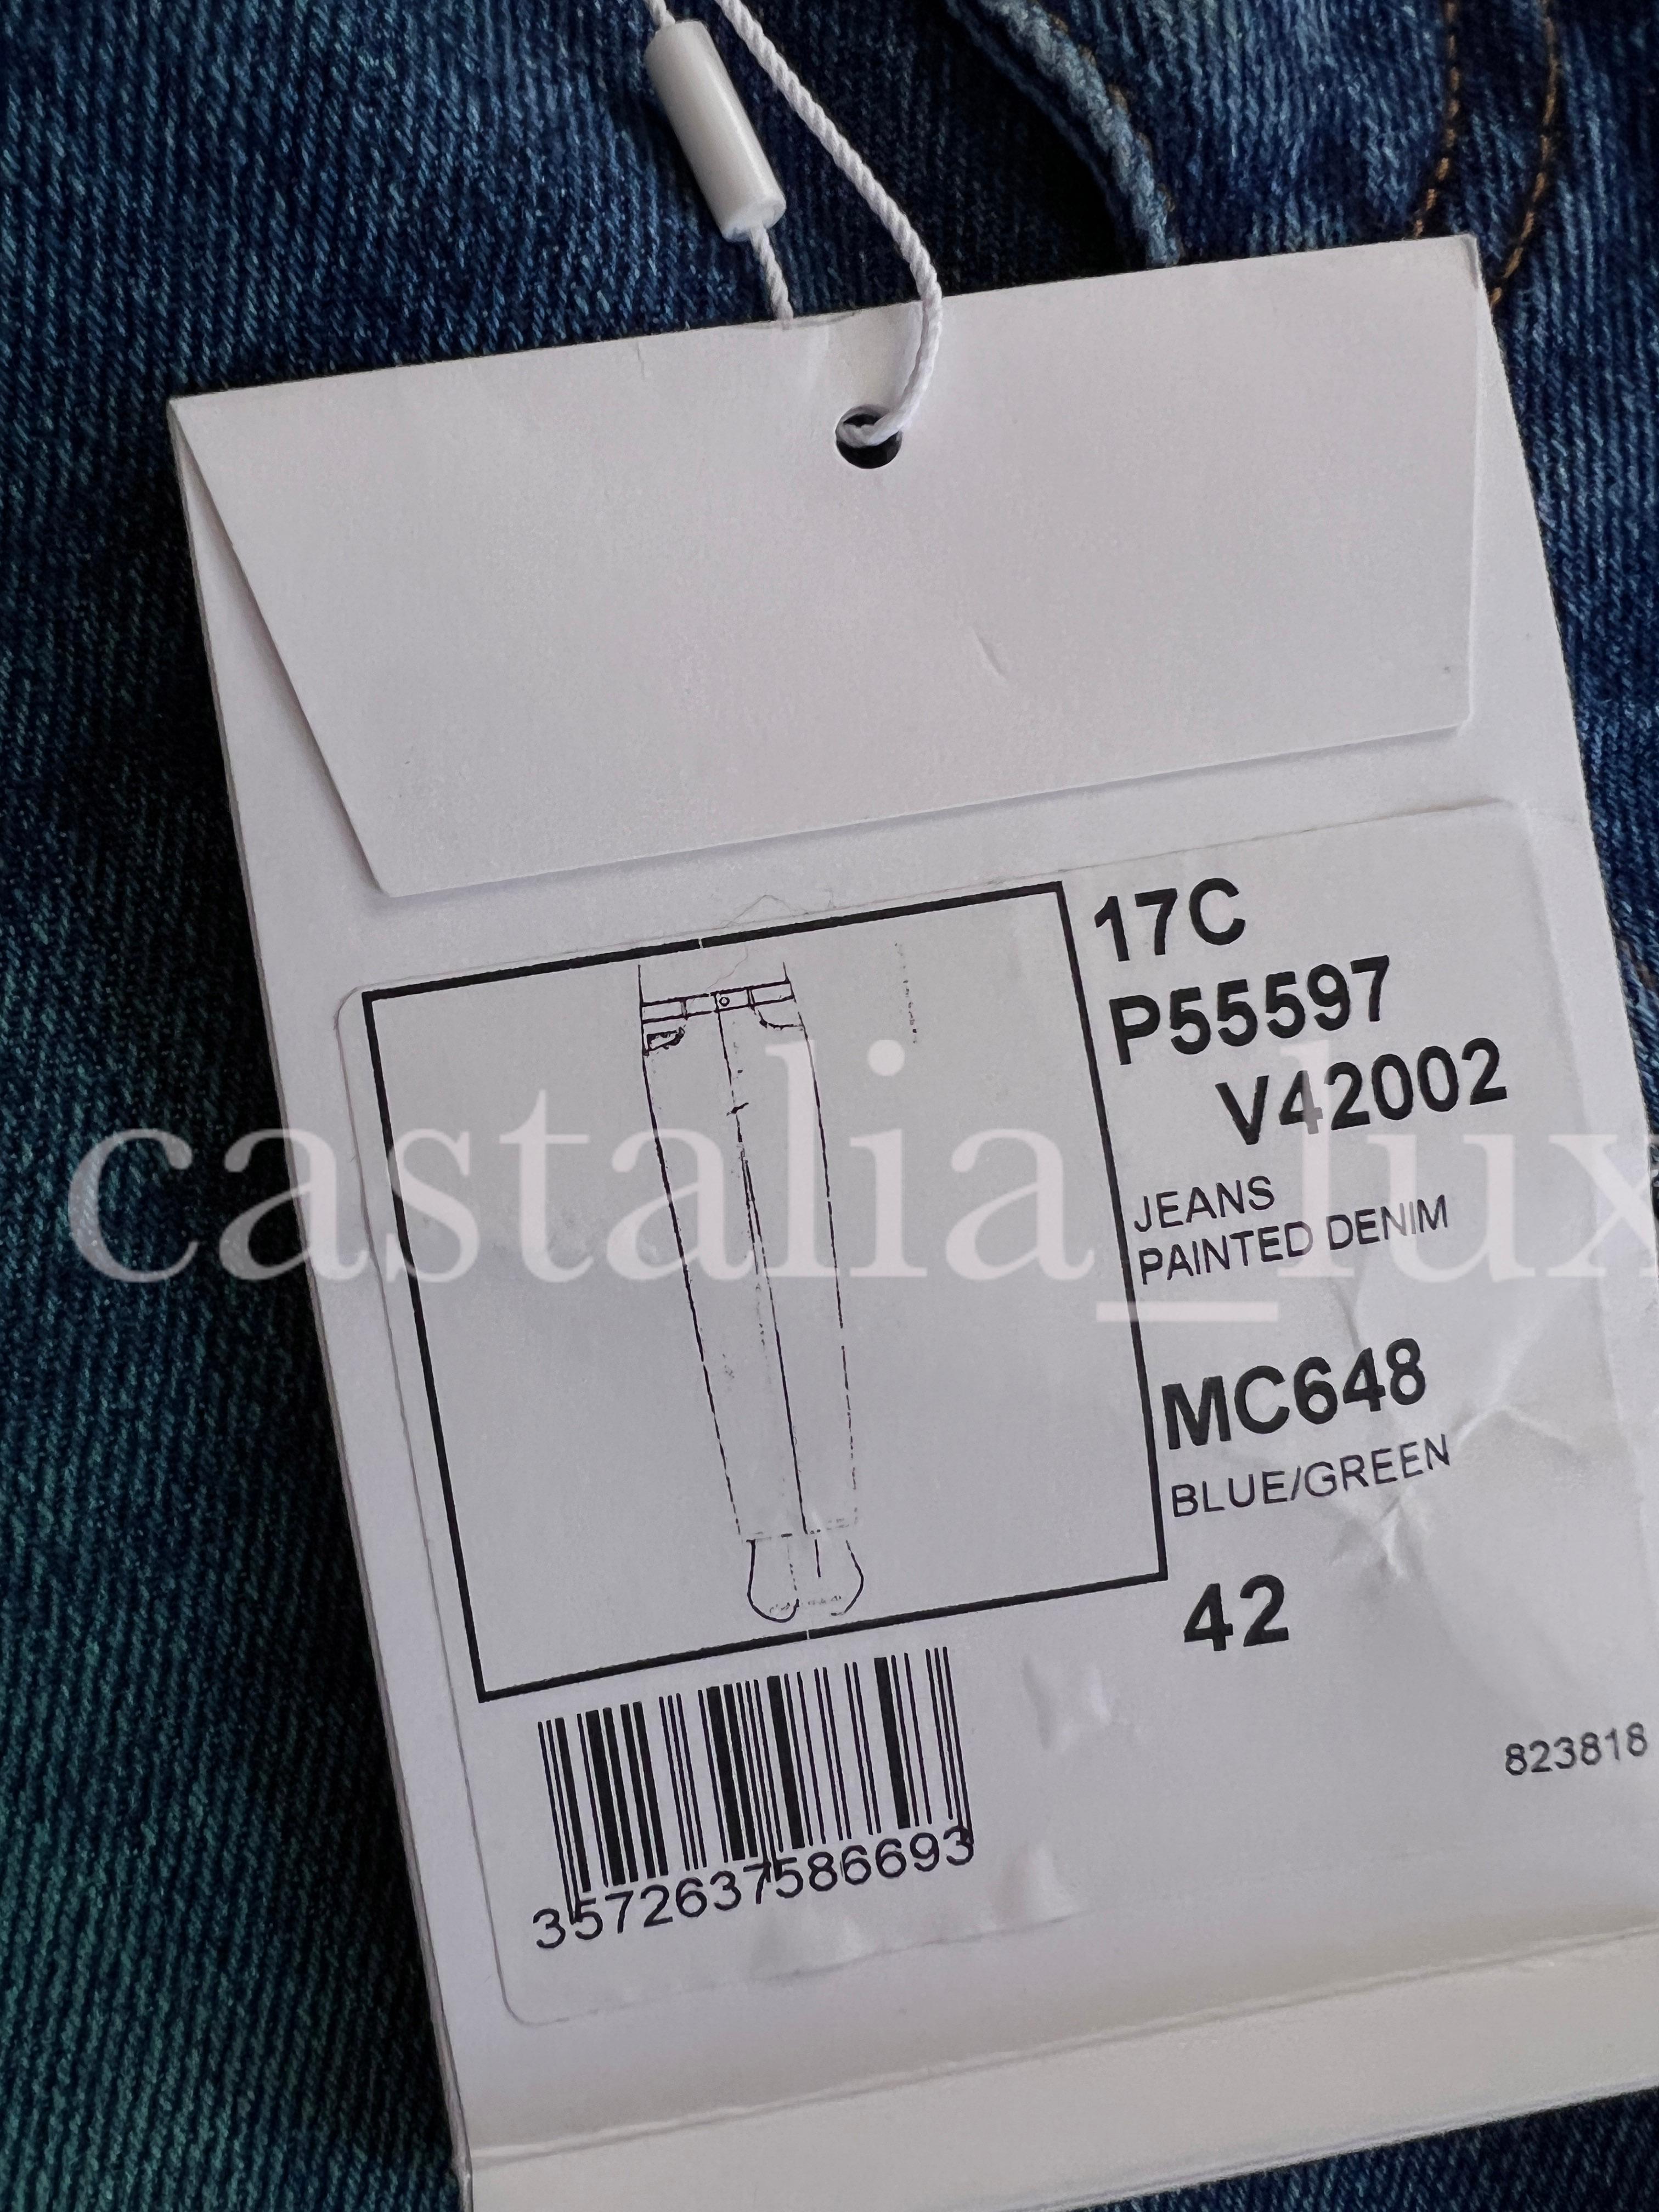 17C
P55597
V42002
castalia_lux
JEANS
PAINTED DENIM
MC648
BLUE/GREEN
42
823818
3572637586693